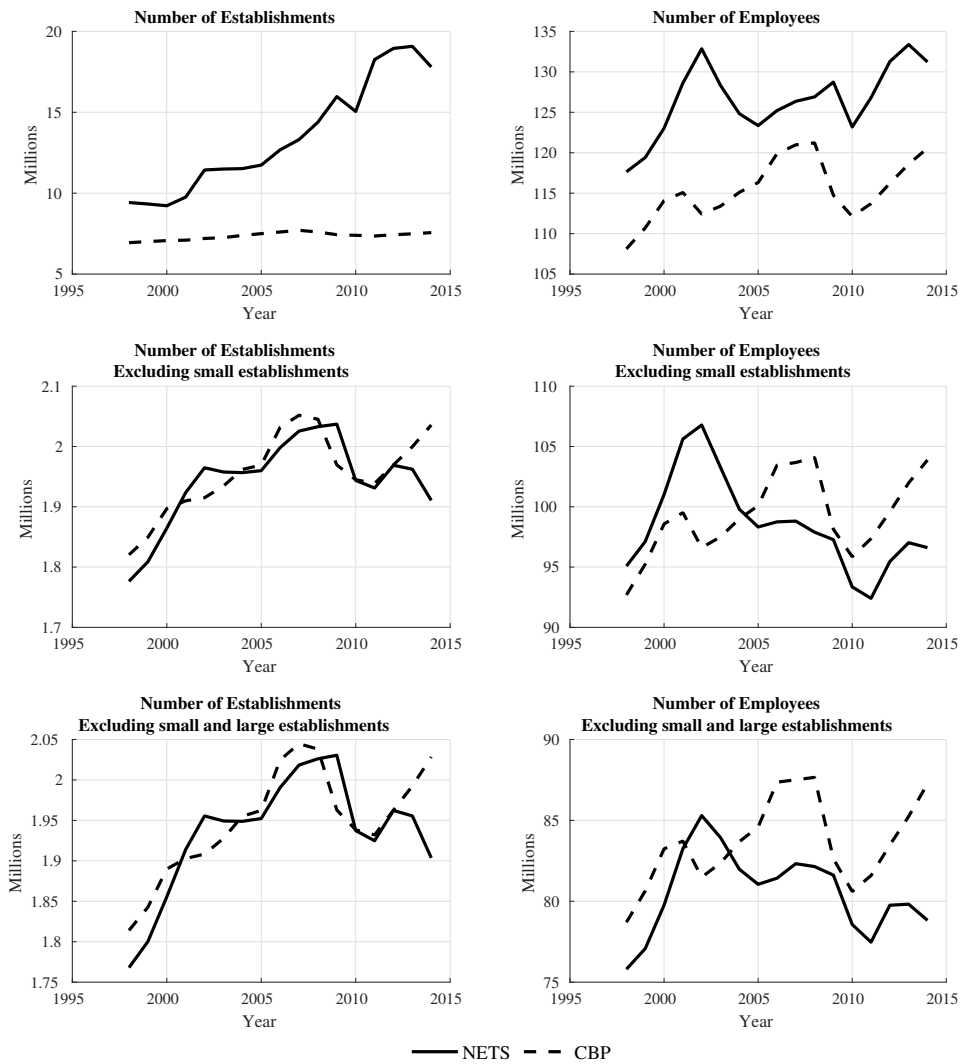 Number of Establishments
20
15
10
5
Millions
1995 2000 2005 2010 2015
Year
Number of Employees
135
130
125
120
115
110
105
Millions
1995 2000 2005 2010 2015
Year
Number of Establishments
Excluding small establishments
2.1
2
1.9
1.8
1.7
Millions
1995 2000 2005 2010 2015
Year
Number of Employees
Excluding small establishments
110
105
100
95
90
Millions
1995 2000 2005 2010 2015
Year
Number of Establishments
Excluding small and large establishments
2.05
2
1.95
1.9
1.85
1.8
1.75
Millions
1995 2000 2005 2010 2015
Year
Number of Employees
Excluding small and large establishments
90
85
80
75
Millions
1995 2000 2005 2010 2015
Year
NETS CBP